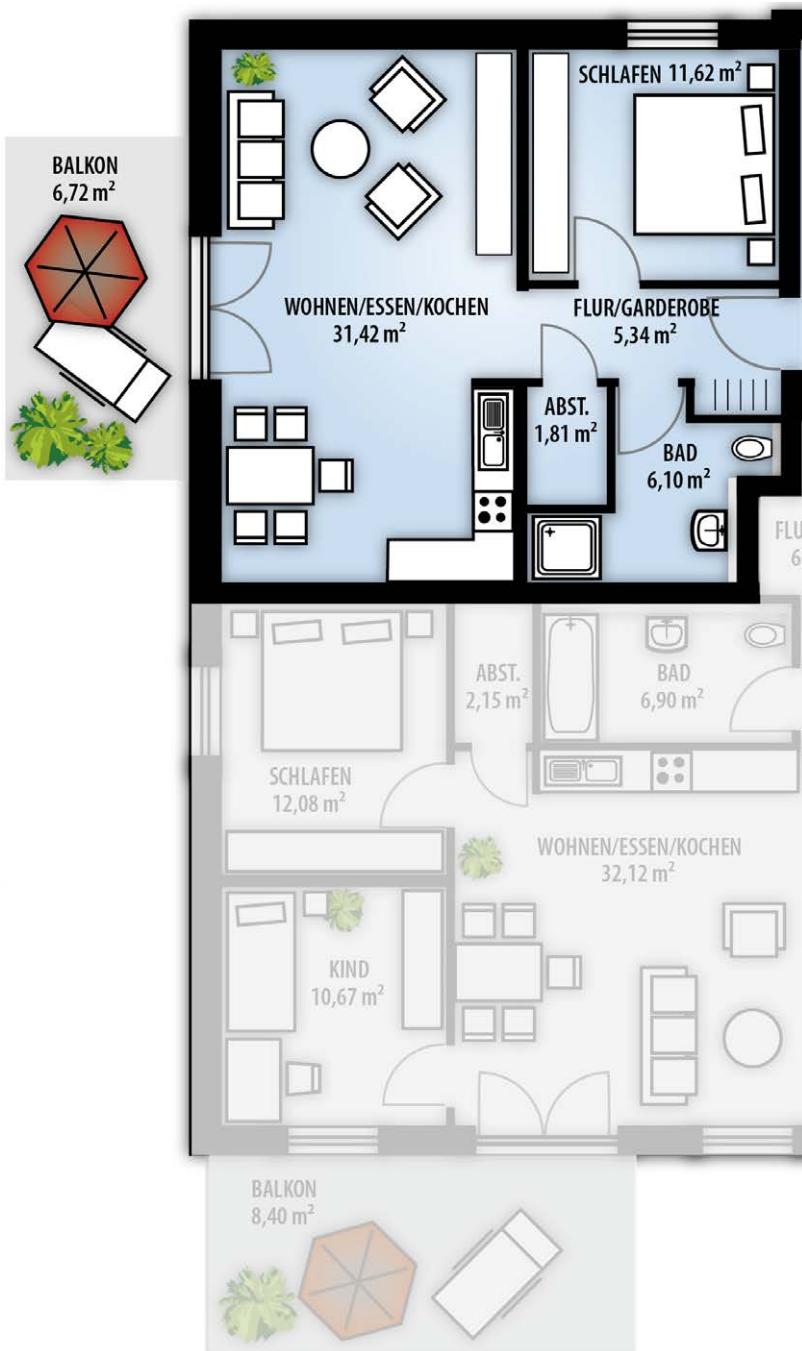 SCHLAFEN 11,62 m²
BALKON
6,72 m²
WOHNEN/ESSEN/KOCHEN
31,42 m²
FLUR/GARDEROBE
5,34 m²
ABST.
1,81 m²
BAD
6,10 m²
FLU
6
ABST.
2,15 m²
BAD
6,90 m²
SCHLAFEN
12,08 m²
WOHNEN/ESSEN/KOCHEN
32,12 m²
KIND
10,67 m²
BALKON
8,40 m²